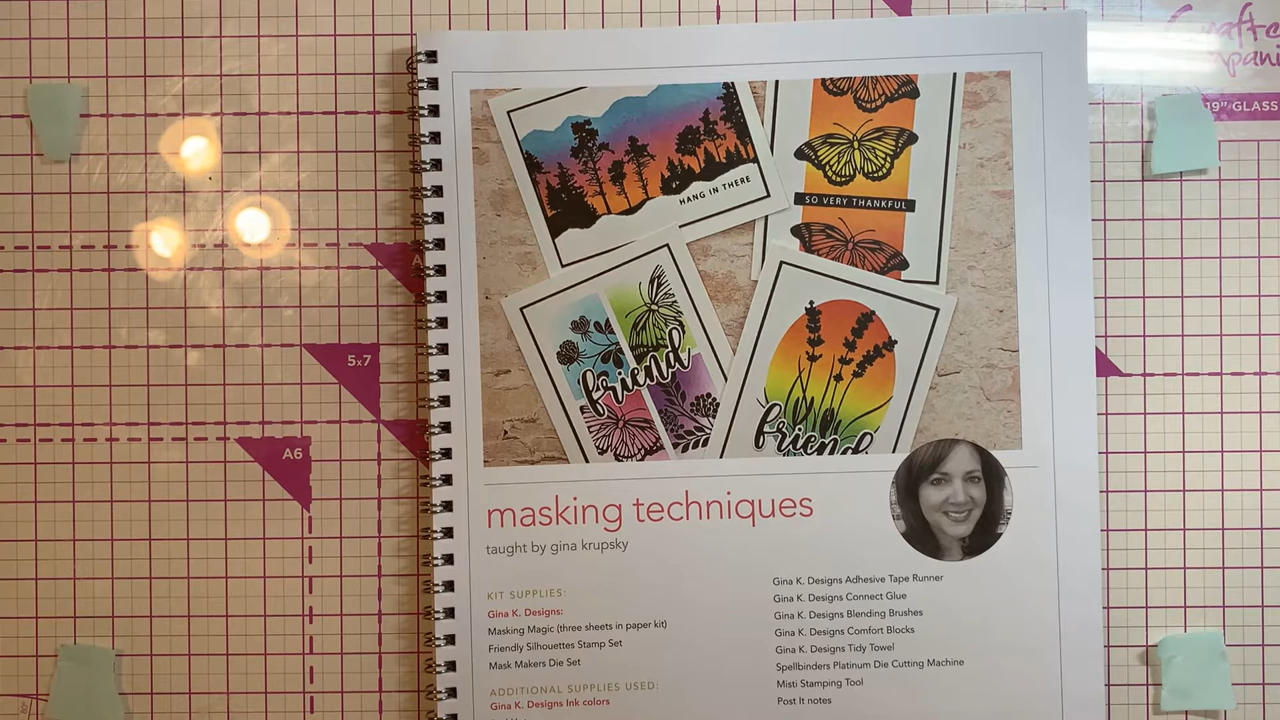 Crafte
mpani
19" GLASS
HANG IN THERE
SO VERY THANKFUL
A
5x7
A6
friend
friend
masking techniques
taught by gina krupsky
KIT SUPPLIES:
Gina K. Designs:
Masking Magic (three sheets in paper kit)
Friendly Silhouettes Stamp Set
Mask Makers Die Set
ADDITIONAL SUPPLIES USED:
Gina K. Designs Ink colors
Gina K. Designs Adhesive Tape Runner
Gina K. Designs Connect Glue
Gina K. Designs Blending Brushes
Gina K. Designs Comfort Blocks
Gina K. Designs Tidy Towel
Spellbinders Platinum Die Cutting Machine
Misti Stamping Tool
Post It notes